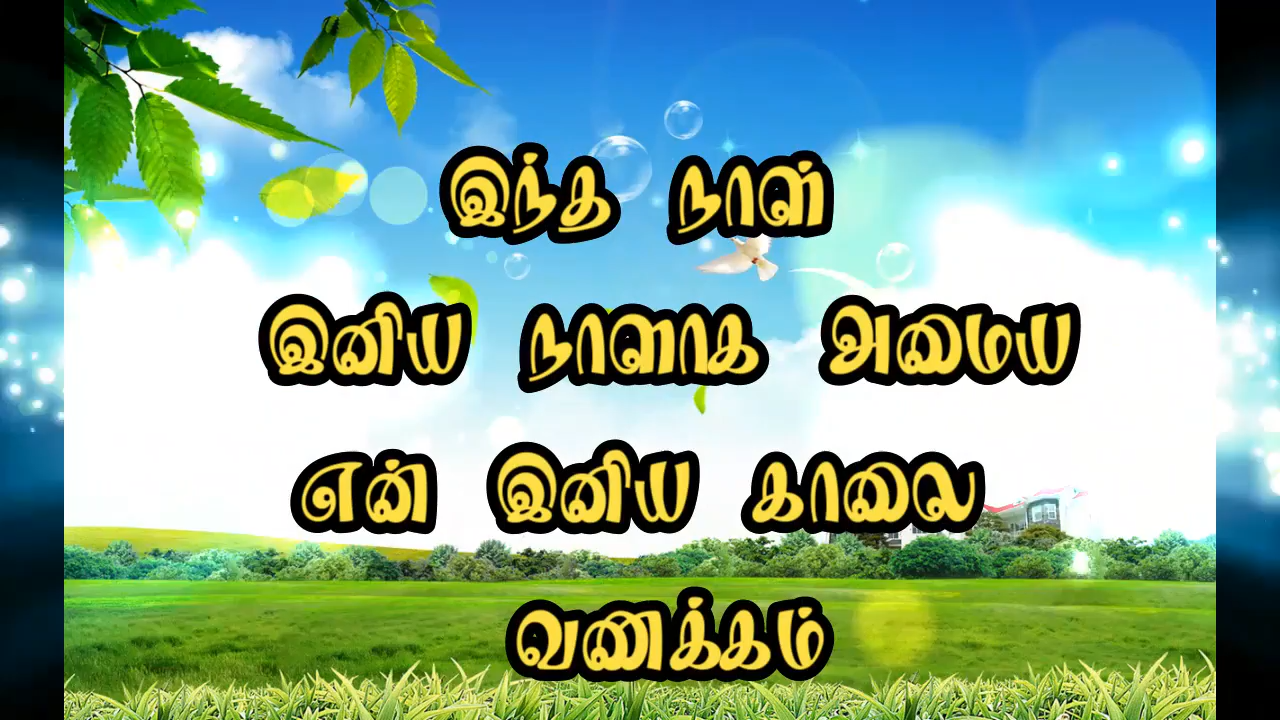 இந்த நாள்
இனிய நாளாக அமைய
என் இனிய காலை
வணக்கம்